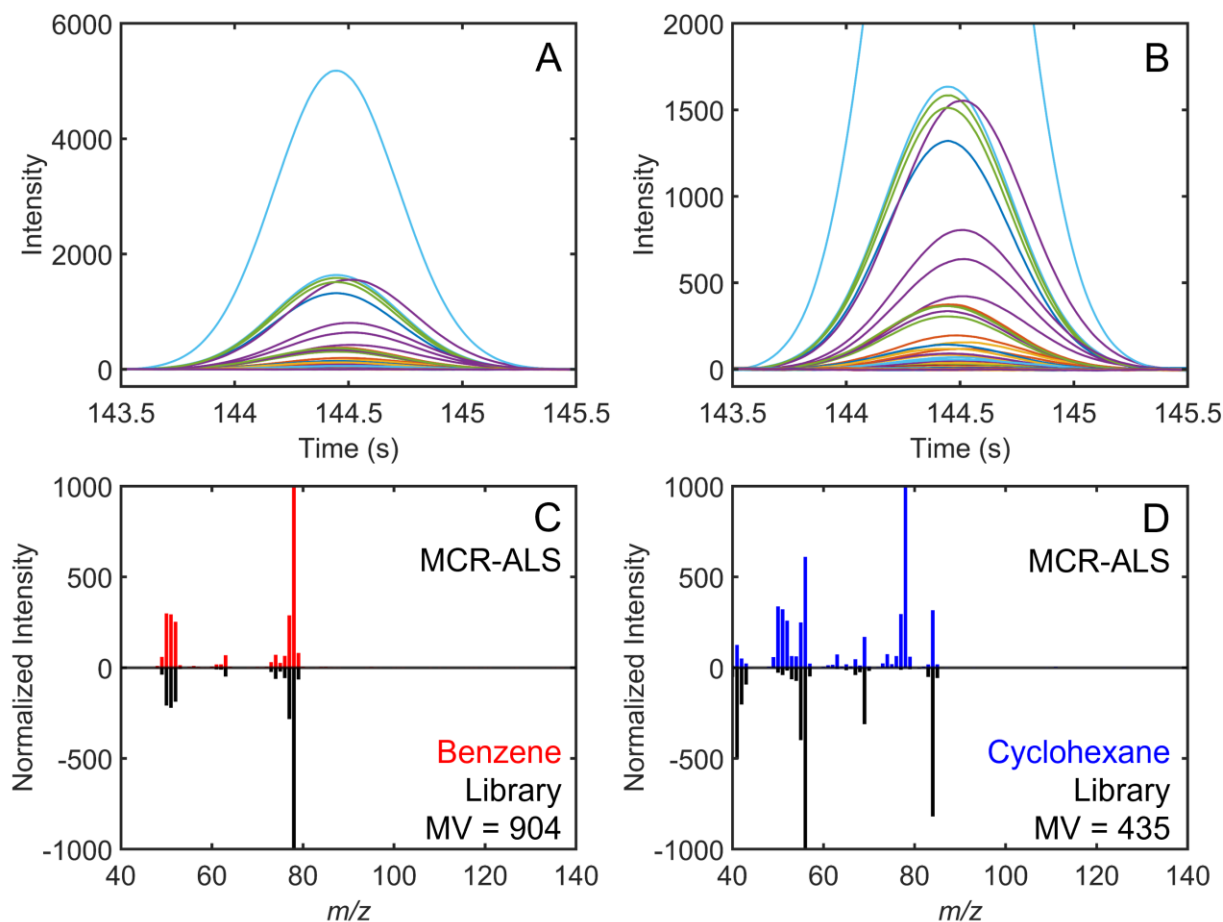 A
Intensity
6000
4000
2000
0
143.5 144 144.5 145 145.5
Time (s)
B
Intensity
2000
1500
1000
500
0
143.5 144 144.5 145 145.5
Time (s)
C
MCR-ALS
Normalized Intensity
1000
500
0
-500
-1000
Benzene
Library
MV = 904
40 60 80 100 120 140
m/z
D
MCR-ALS
Normalized Intensity
1000
500
0
-500
-1000
Cyclohexane
Library
MV = 435
40 60 80 100 120 140
m/z